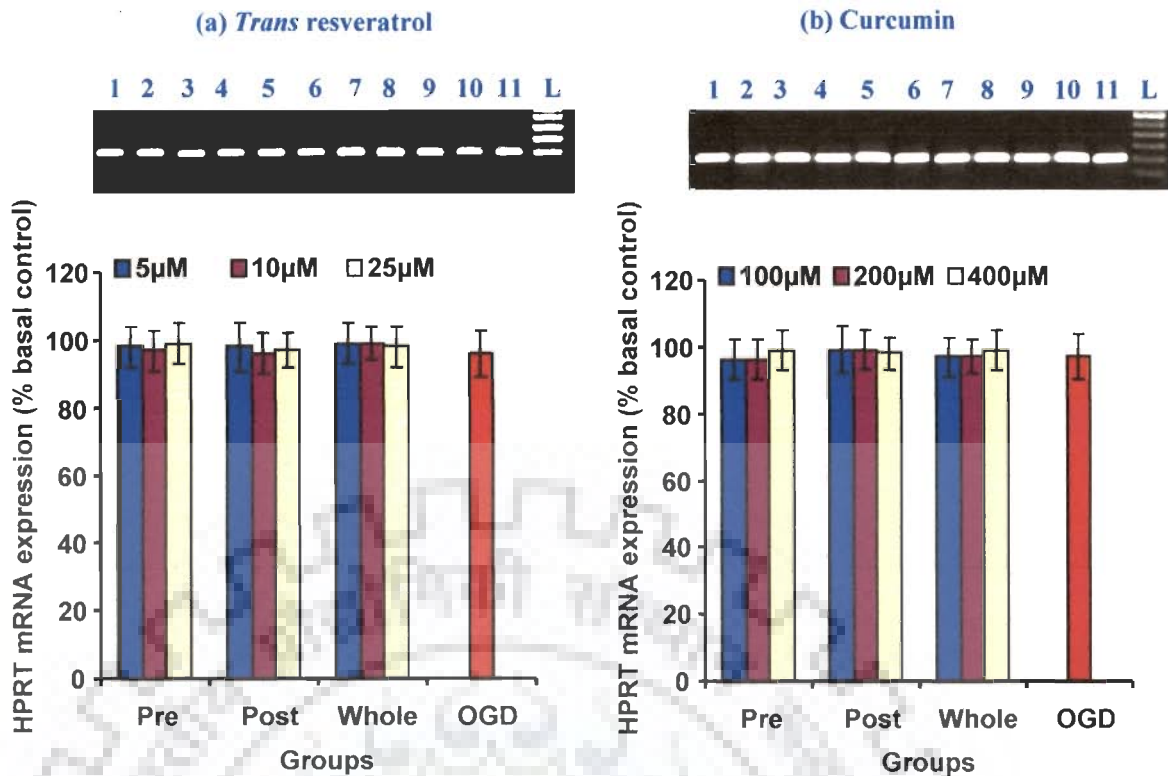 (a) Trans resveratrol
1 2 3 4 5 6 7 8 9 10 11 L
HPRT mRNA expression (% basal control)
5µM 10µM 25µM
120
100
80
60
40
20
0
Pre Post Whole OGD
Groups
(b) Curcumin
1 2 3 4 5 6 7 8 9 10 11 L
HPRT mRNA expression (% basal control)
100µM 200µM 400µM
120
100
80
60
40
20
0
Pre Post Whole OGD
Groups